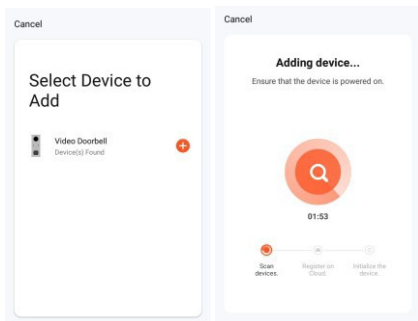 Cancel
Select Device to
Add
Video Doorbell
Device(s) Found
Cancel
Adding device...
Ensure that the device is powered on.
01:53
Scan
devices.
Register on
Cloud.
Initialize the
device.